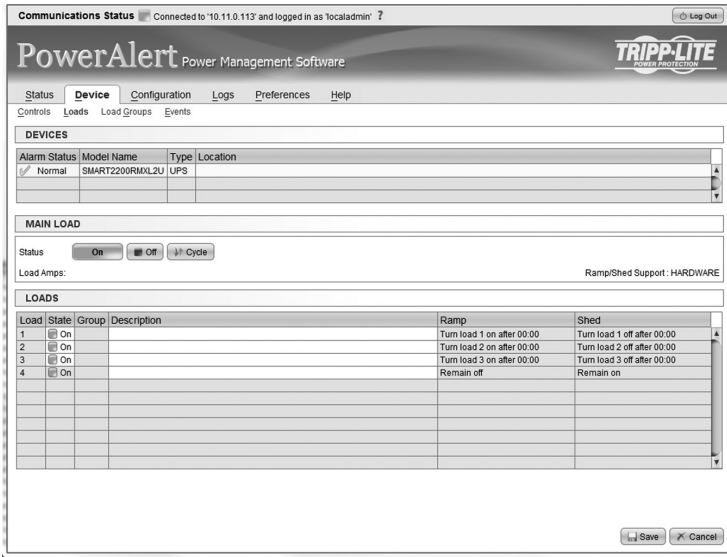 Communications Status Connected to '10.11.0.113' and logged in as 'localadmin' ? Log Out
PowerAlert Power Management Software
TRIPP·LITE
POWER PROTECTION
Status Device Configuration Logs Preferences Help
Controls Loads Load Groups Events
DEVICES
Alarm Status Model Name Type Location
Normal SMART2200RMXL2U UPS
MAIN LOAD
Status On Off Cycle
Load Amps: Ramp/Shed Support : HARDWARE
LOADS
Load State Group Description Ramp Shed
1 On Turn load 1 on after 00:00 Turn load 1 off after 00:00
2 On Turn load 2 on after 00:00 Turn load 2 off after 00:00
3 On Turn load 3 on after 00:00 Turn load 3 off after 00:00
4 On Remain off Remain on
Save Cancel